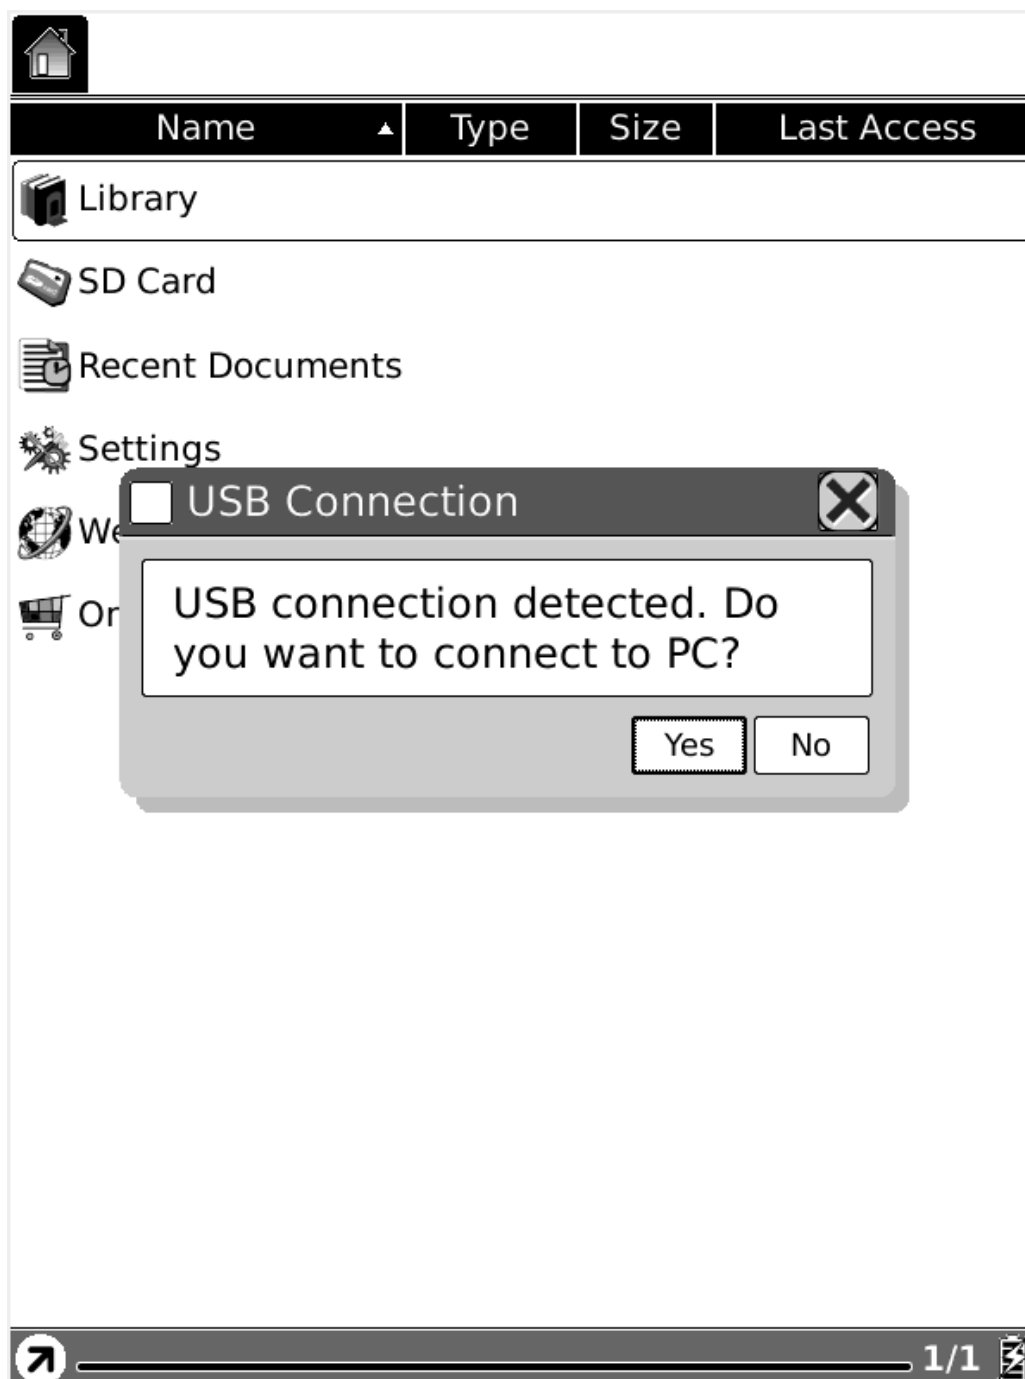 Name Type Size Last Access
Library
SD Card
Recent Documents
Settings
USB Connection
USB connection detected. Do
you want to connect to PC?
Yes No
1/1